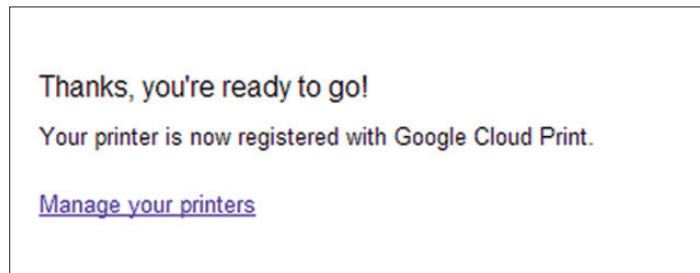 Thanks, you're ready to go!
Your printer is now registered with Google Cloud Print.
Manage your printers